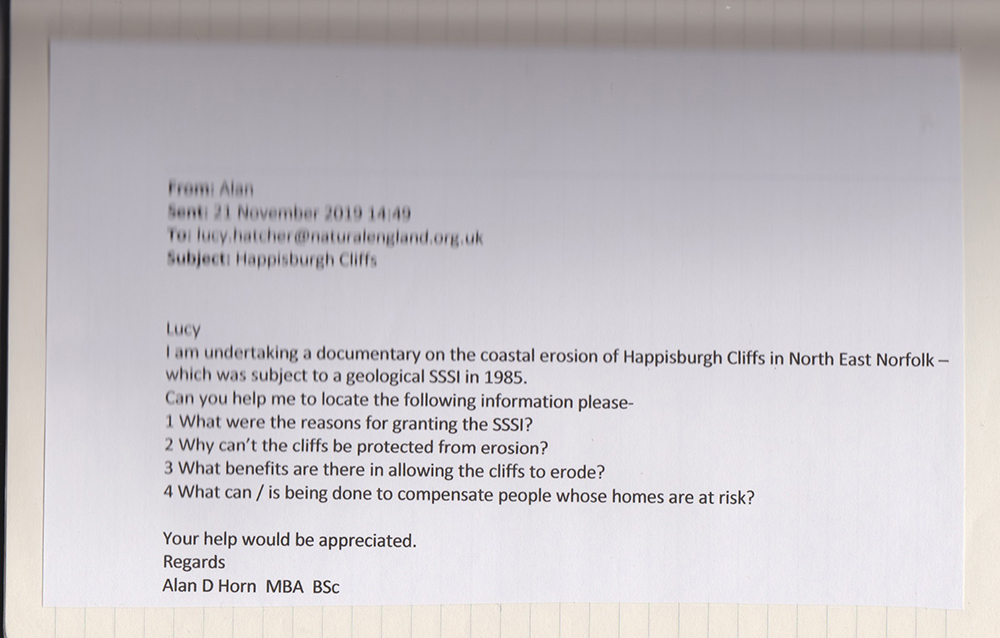 From: Alan
Sent: 21 November 2019 14:49
To: lucy.hatcher@naturalengland.org.uk
Subject: Happisburgh Cliffs
Lucy
I am undertaking a documentary on the coastal erosion of Happisburgh Cliffs in North East Norfolk –
which was subject to a geological SSSI in 1985.
Can you help me to locate the following information please-
1 What were the reasons for granting the SSSI?
2 Why can’t the cliffs be protected from erosion?
3 What benefits are there in allowing the cliffs to erode?
4 What can / is being done to compensate people whose homes are at risk?
Your help would be appreciated.
Regards
Alan D Horn  MBA  BSc